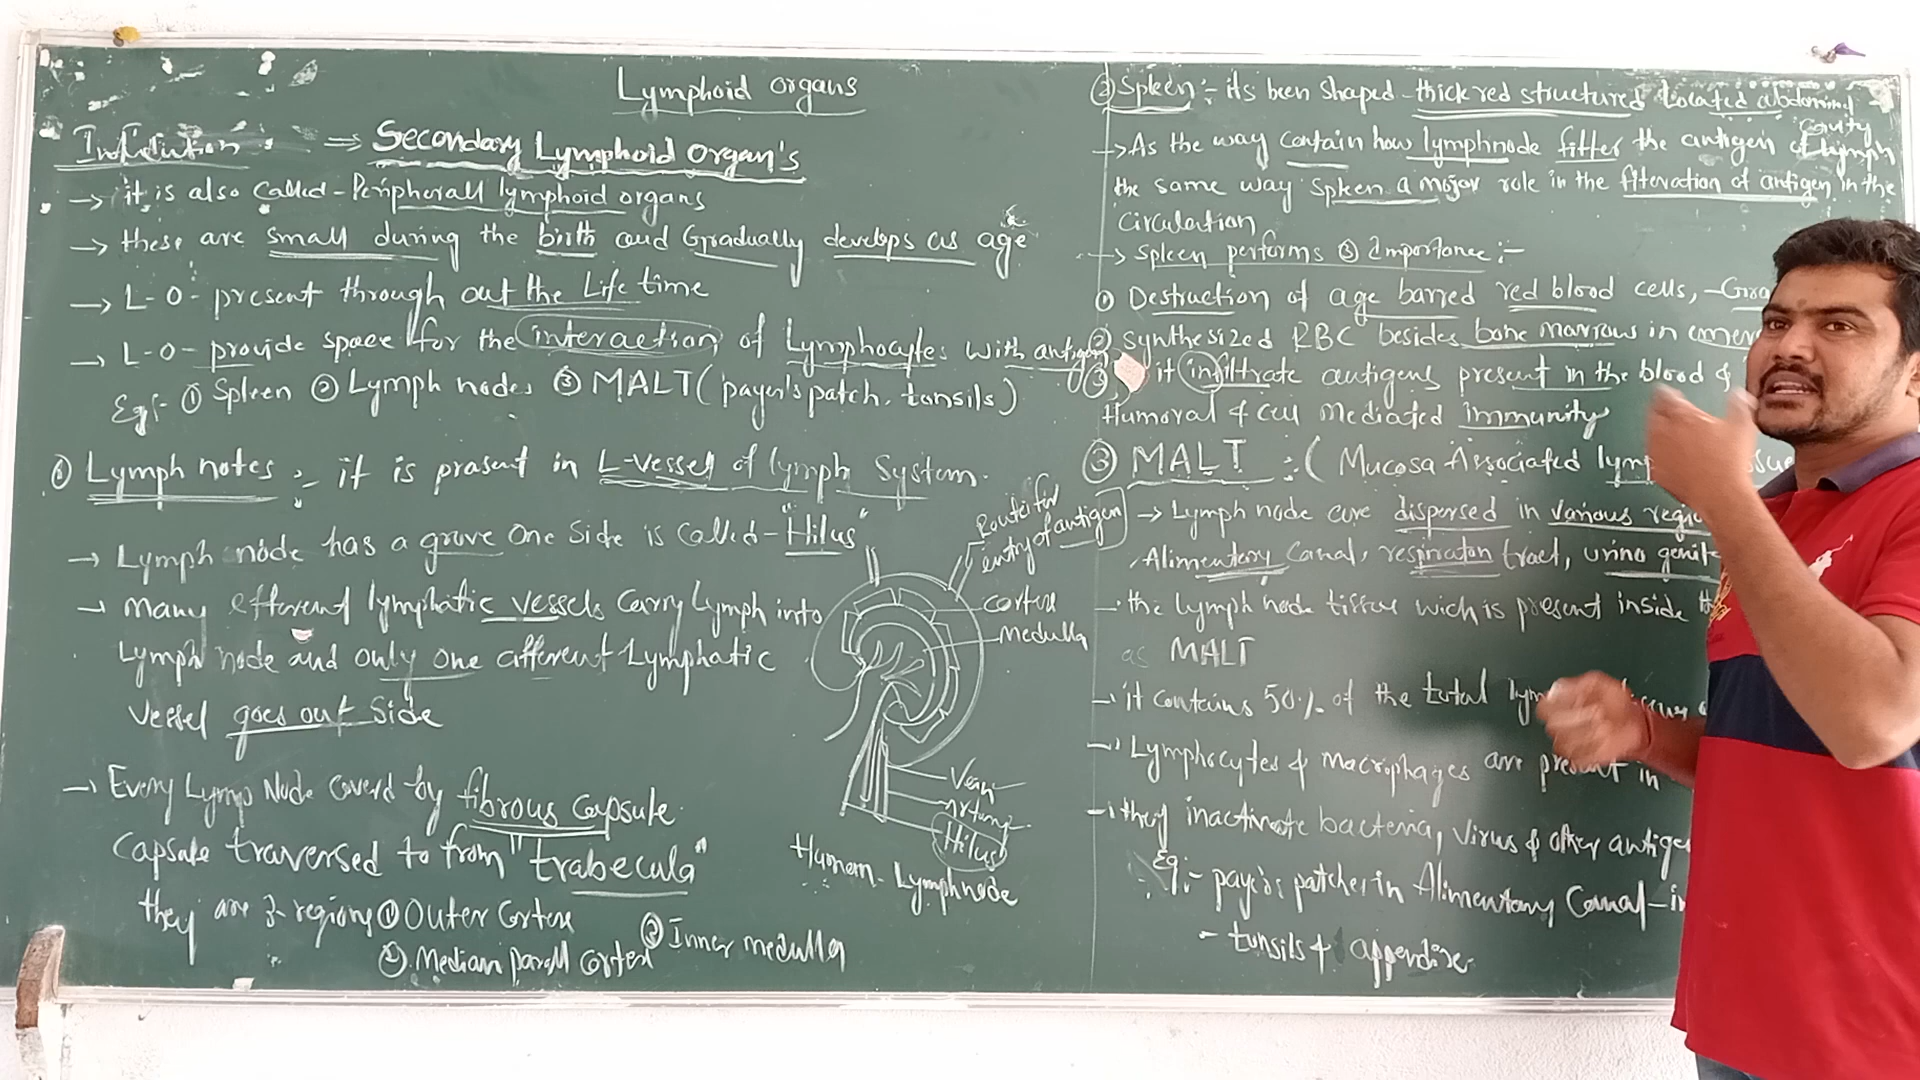 Lymphoid organs
⇒ Secondary Lymphoid organ's
→ it is also called - Peripherall lymphoid organs
→ these are small during the birth and Gradually develops as age
→ L-O- present through out the Life time
→ L-O- provide space for the interaction of Lymphocytes with antigen
Eg:- ① Spleen ② Lymph nodes ③ MALT (payer's patch, tonsils)
Lymph notes :- it is present in L-vessel of lymph System.
→ Lymph node has a grove One Side is Called - "Hilus"
→ many efferent lymphatic vessels carry Lymph into
Lymph node and only one afferent Lymphatic
Vessel goes out Side
→ Every Lymp Node coverd by fibrous capsule.
Capsule traversed to from "trabecula"
they are 3- regions ① Outer Cortex
② Median parall cortex ③ Inner medulla
Route for
entry of antigen
cortex
medulla
Vein
Hilus
Human - Lymphnode
② Spleen :- its been shaped - thick red structured Located abdoming
cavity
→ As the way contain how lymphnode filter the antigen of lymph
the same way spleen a major role in the filteration of antigen in the
Circulation
→ spleen performs ③ Importance :-
① Destruction of age barred red blood cells, -Gra
② synthesized RBC besides bone marrow in emer
③ it infiltrate antigens present in the blood &
Humoral & cell Mediated immunity
③ MALT :- ( Mucosa Associated lymp ssue
→ Lymph node are dispersed in various regio
Alimentary Canal, respiraton tract, urino genit
the lymph node tissue wich is present inside
as MALT
→ it contains 50% of the total lym
→ Lymphocytes & macrophages are present in
→ they inactivate bacteria, virus & other antige
Eg:- payer's patches in Alimentary Canal - in
- tonsils & appendix